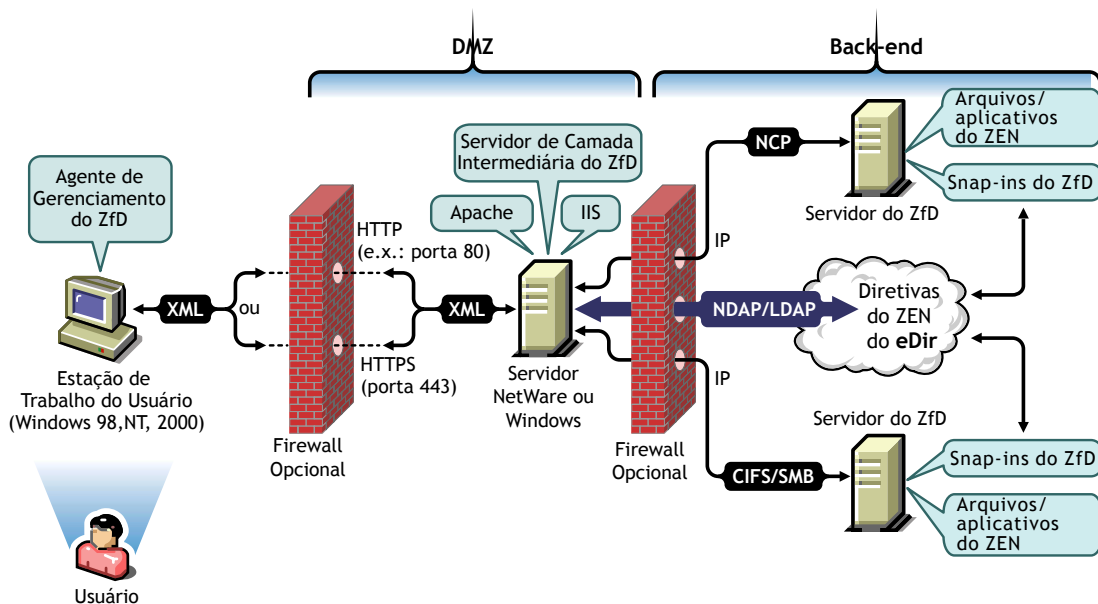 DMZ
Back-end
Agente de
Gerenciamento
do ZfD
XML
ou
Estação de
Trabalho do Usuário
(Windows 98,NT, 2000)
Usuário
Firewall
Opcional
HTTP
(e.x.: porta 80)
XML
HTTPS
(porta 443)
Servidor de Camada
Intermediária do ZfD
Apache
IIS
Servidor
NetWare ou
Windows
Firewall
Opcional
NCP
IP
NDAP/LDAP
IP
CIFS/SMB
Arquivos/
aplicativos
do ZEN
Snap-ins do ZfD
Servidor do ZfD
Diretivas
do ZEN
do eDir
Servidor do ZfD
Snap-ins do ZfD
Arquivos/
aplicativos
do ZEN